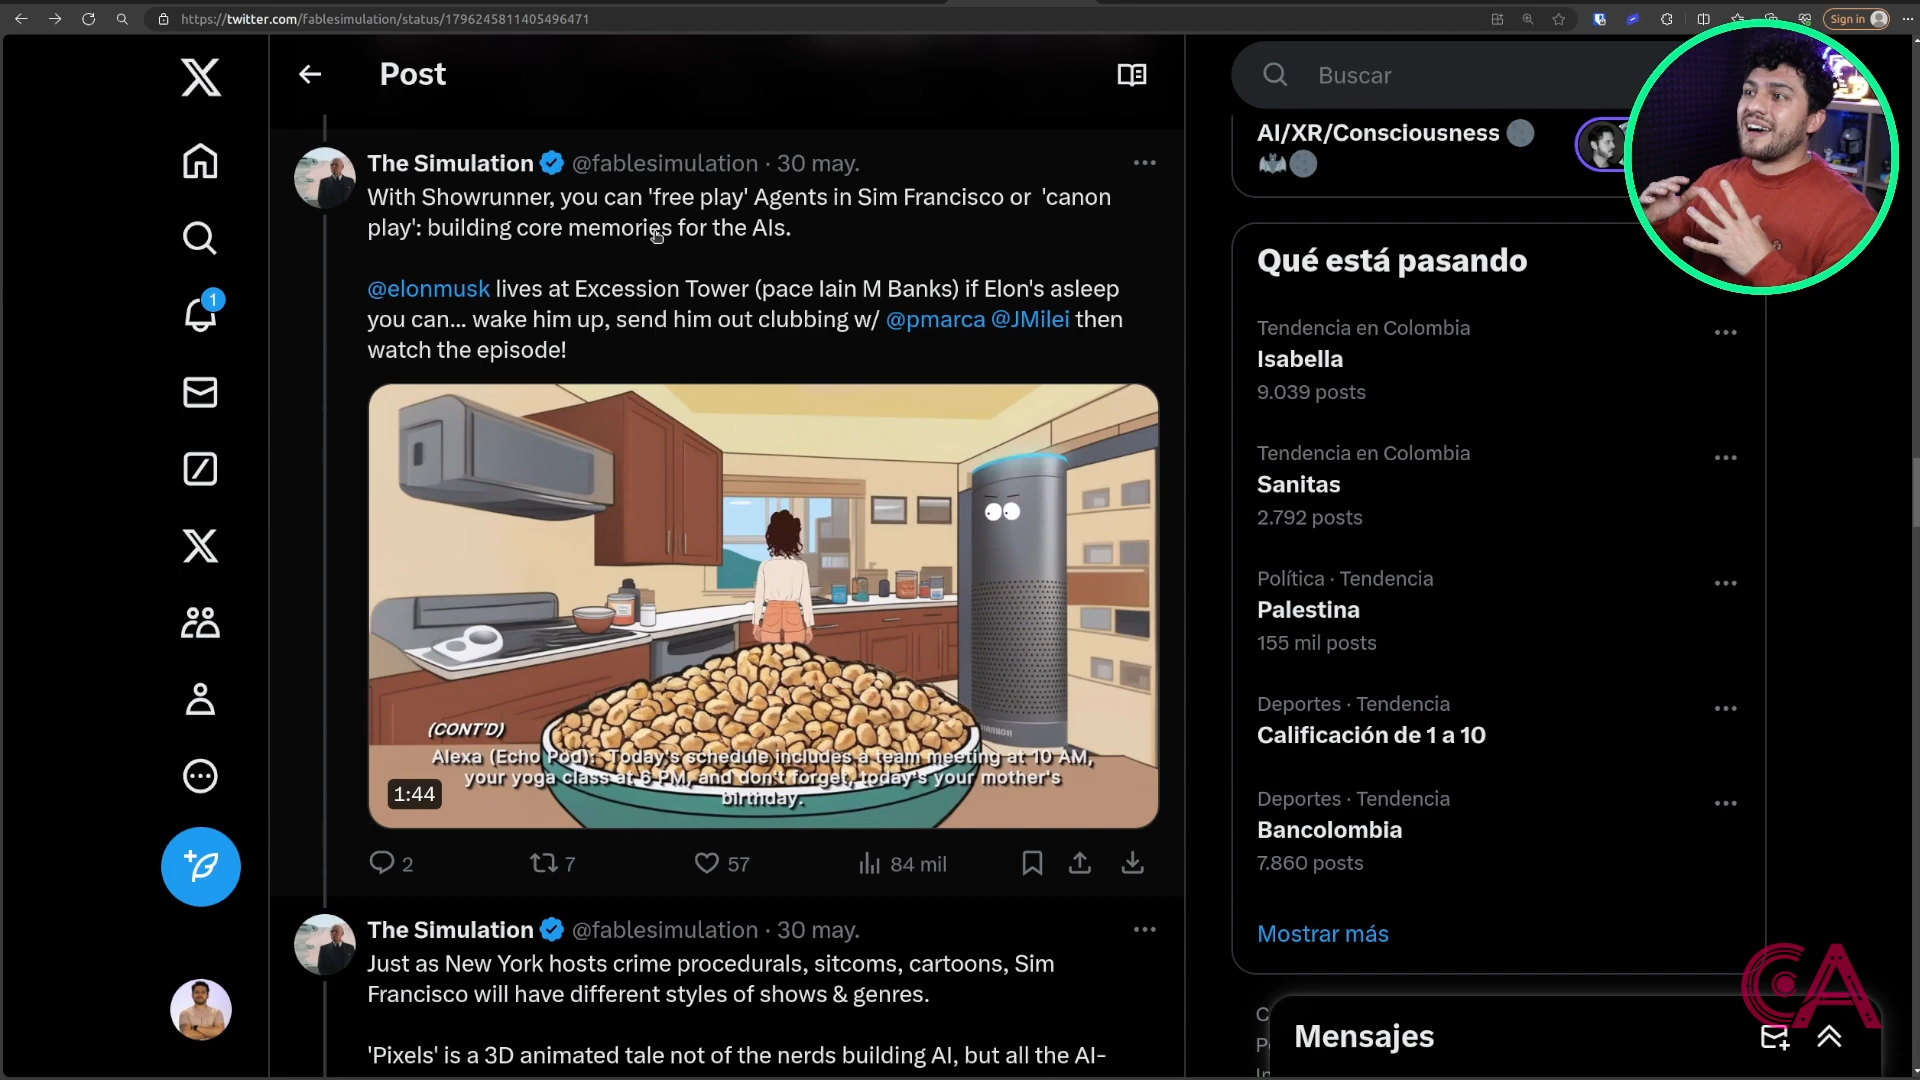 https://twitter.com/fablesimulation/status/1796245811405496471
Sign in
Post
Buscar
AI/XR/Consciousness
The Simulation @fablesimulation · 30 may.
With Showrunner, you can 'free play' Agents in Sim Francisco or 'canon
play': building core memories for the AIs.
@elonmusk lives at Excession Tower (pace Iain M Banks) if Elon's asleep
you can... wake him up, send him out clubbing w/ @pmarca @JMilei then
watch the episode!
(CONT'D)
Alexa (Echo Pod): Today's schedule includes a team meeting at 10 AM,
your yoga class at 6 PM, and don't forget, today's your mother's
birthday.
1:44
2
7
57
84 mil
The Simulation @fablesimulation · 30 may.
Just as New York hosts crime procedurals, sitcoms, cartoons, Sim
Francisco will have different styles of shows & genres.
'Pixels' is a 3D animated tale not of the nerds building AI, but all the AI-
1
Qué está pasando
Tendencia en Colombia
Isabella
9.039 posts
Tendencia en Colombia
Sanitas
2.792 posts
Política · Tendencia
Palestina
155 mil posts
Deportes · Tendencia
Calificación de 1 a 10
Deportes · Tendencia
Bancolombia
7.860 posts
Mostrar más
Mensajes
CA